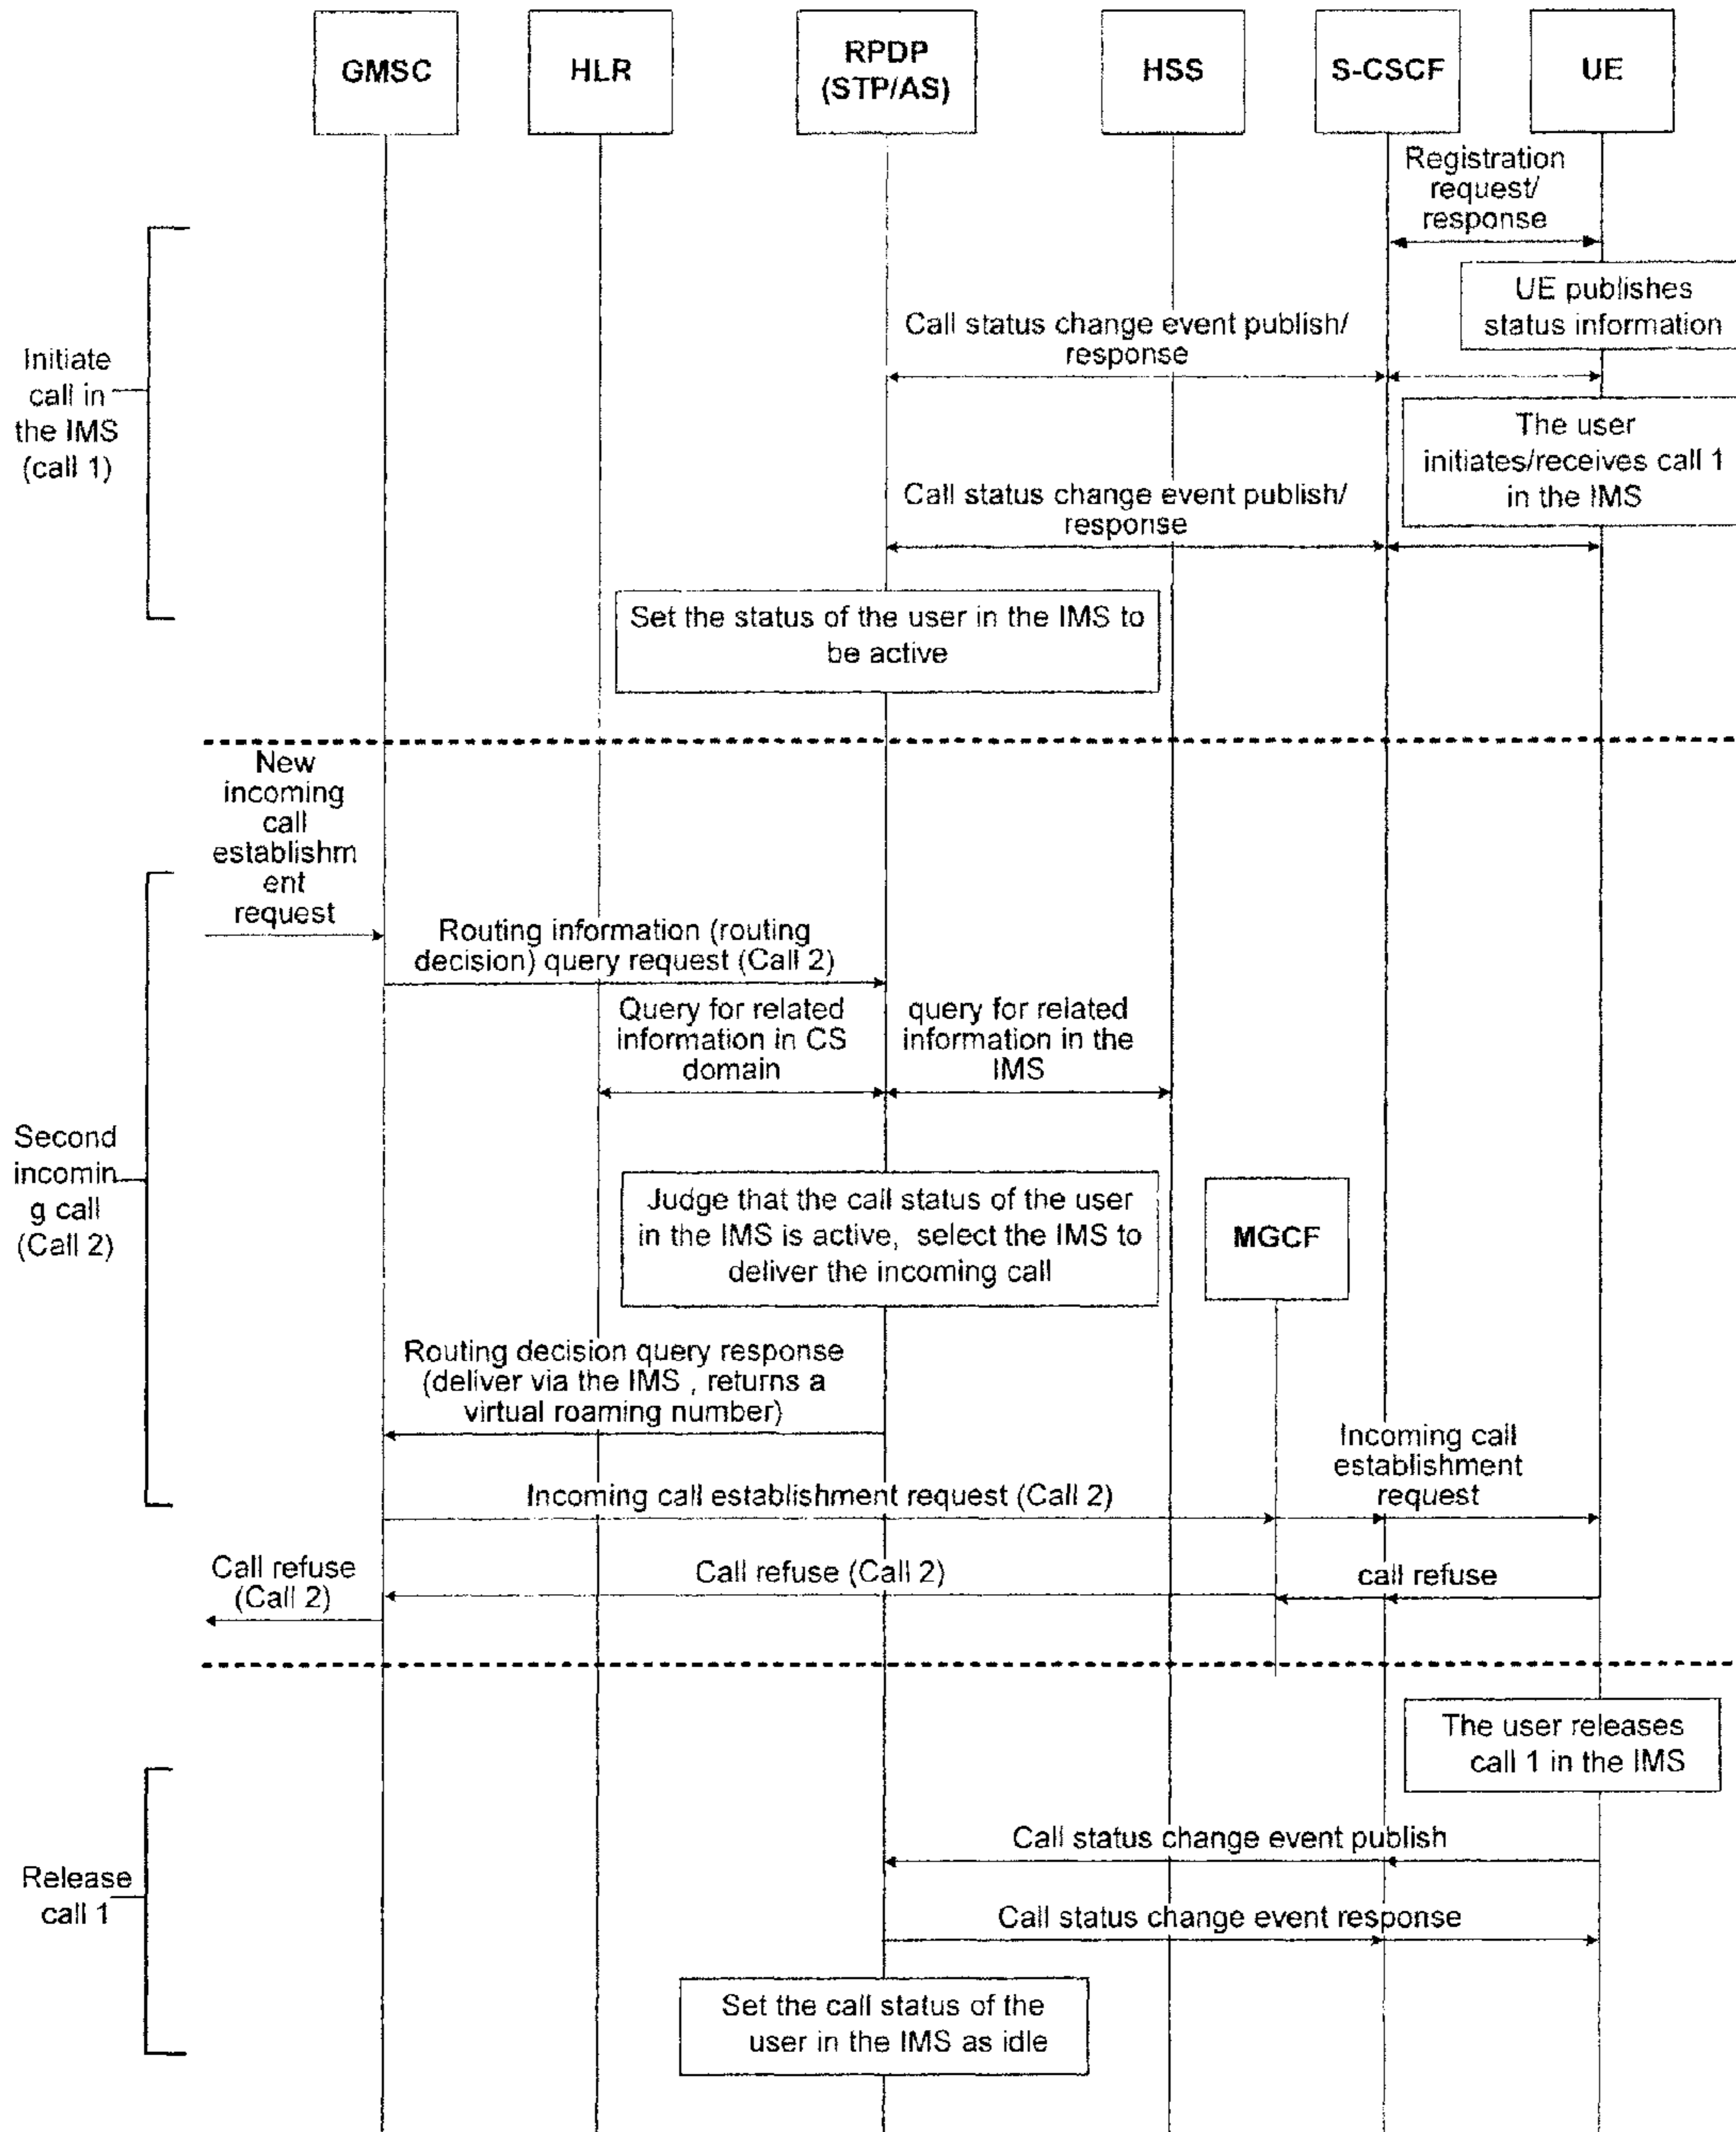 GMSC
HLR
RPDP
(STP/AS)
HSS
S-CSCF
UE
Registration
request/
response
UE publishes
status information
Call status change event publish/
response
Initiate
call in
the IMS
(call 1)
The user
initiates/receives call 1
in the IMS
Call status change event publish/
response
Set the status of the user in the IMS to
be active
New
incoming
call
establishm
ent
request
Routing information (routing
decision) query request (Call 2)
Query for related
information in CS
domain
query for related
information in the
IMS
Second
incomin
g call
(Call 2)
Judge that the call status of the user
in the IMS is active, select the IMS to
deliver the incoming call
MGCF
Routing decision query response
(deliver via the IMS , returns a
virtual roaming number)
Incoming call
establishment
request
Incoming call establishment request (Call 2)
Call refuse
(Call 2)
Call refuse (Call 2)
call refuse
The user releases
call 1 in the IMS
Call status change event publish
Release
call 1
Call status change event response
Set the call status of the
user in the IMS as idle